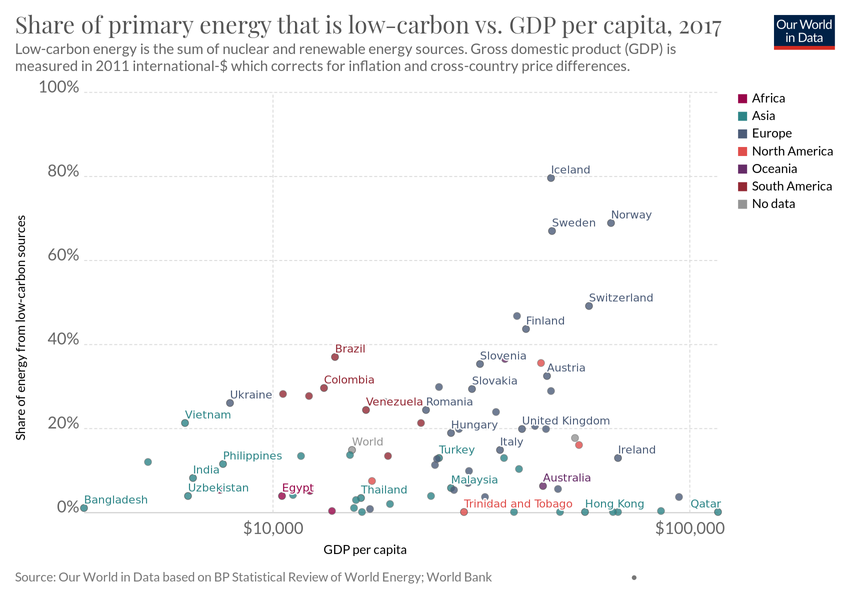 Share of primary energy that is low-carbon vs. GDP per capita, 2017
Our World
in Data
Low-carbon energy is the sum of nuclear and renewable energy sources. Gross domestic product (GDP) is
measured in 2011 international-$ which corrects for inflation and cross-country price differences.
100%
80%
60%
40%
20%
0%
Share of energy from low-carbon sources
Africa
Asia
Europe
North America
Oceania
South America
No data
Iceland
Norway
Sweden
Switzerland
Finland
Brazil
Slovenia
Austria
Colombia
Slovakia
Ukraine
Venezuela
Romania
Vietnam
Hungary
United Kingdom
World
Italy
Turkey
Ireland
Philippines
India
Malaysia
Australia
Uzbekistan
Egypt
Thailand
Bangladesh
Trinidad and Tobago
Hong Kong
Qatar
$10,000
$100,000
GDP per capita
Source: Our World in Data based on BP Statistical Review of World Energy; World Bank